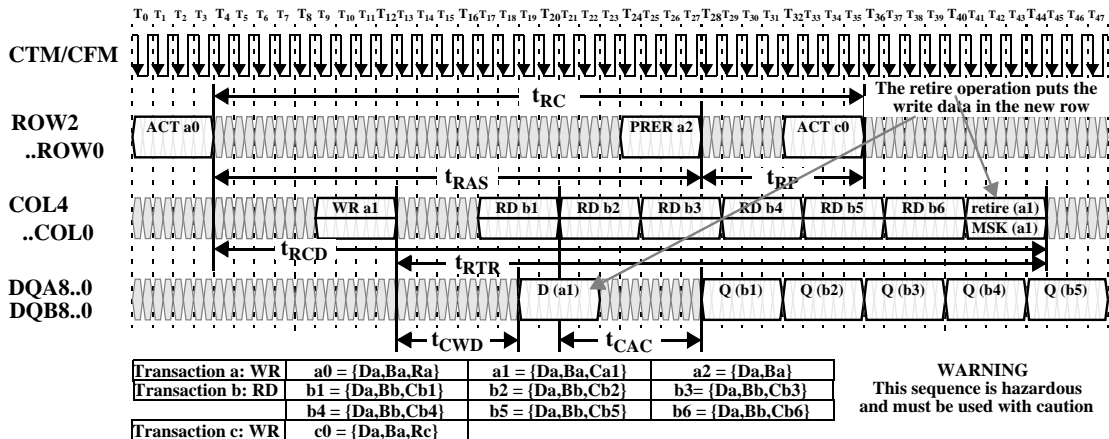 T0 T1 T2 T3 T4 T5 T6 T7 T8 T9 T10 T11 T12 T13 T14 T15 T16 T17 T18 T19 T20 T21 T22 T23 T24 T25 T26 T27 T28 T29 T30 T31 T32 T33 T34 T35 T36 T37 T38 T39 T40 T41 T42 T43 T44 T45 T46 T47
CTM/CFM
The retire operation puts the
write data in the new row
tRC
ROW2
..ROW0
ACT a0 PRER a2 ACT c0
tRAS tRP
COL4
..COL0
WR a1 RD b1 RD b2 RD b3 RD b4 RD b5 RD b6 retire (a1)
MSK (a1)
tRCD
tRTR
DQA8..0
DQB8..0
D (a1) Q (b1) Q (b2) Q (b3) Q (b4) Q (b5)
tCWD tCAC
Transaction a: WR a0 = {Da,Ba,Ra} a1 = {Da,Ba,Ca1} a2 = {Da,Ba}
Transaction b: RD b1 = {Da,Bb,Cb1} b2 = {Da,Bb,Cb2} b3= {Da,Bb,Cb3}
b4 = {Da,Bb,Cb4} b5 = {Da,Bb,Cb5} b6 = {Da,Bb,Cb6}
Transaction c: WR c0 = {Da,Ba,Rc}
WARNING
This sequence is hazardous
and must be used with caution